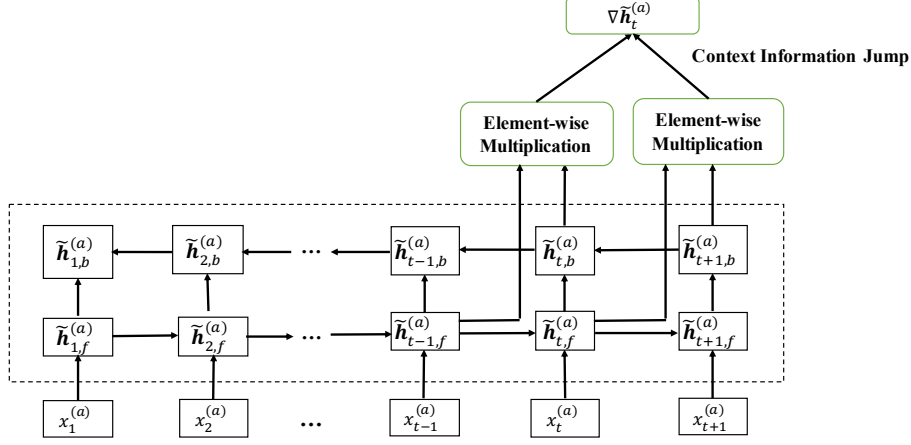 ∇h̃_t^(a)
Context Information Jump
Element-wise
Multiplication
Element-wise
Multiplication
h̃_{1,b}^(a) h̃_{2,b}^(a) ... h̃_{t−1,b}^(a) h̃_{t,b}^(a) h̃_{t+1,b}^(a)
h̃_{1,f}^(a) h̃_{2,f}^(a) ... h̃_{t−1,f}^(a) h̃_{t,f}^(a) h̃_{t+1,f}^(a)
x_1^(a) x_2^(a) ... x_{t−1}^(a) x_t^(a) x_{t+1}^(a)